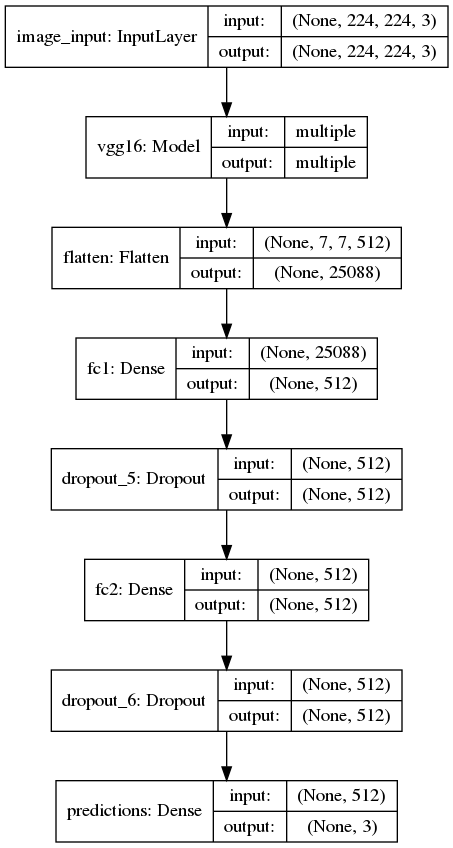 image_input: InputLayer
input: (None, 224, 224, 3)
output: (None, 224, 224, 3)
vgg16: Model
input: multiple
output: multiple
flatten: Flatten
input: (None, 7, 7, 512)
output: (None, 25088)
fc1: Dense
input: (None, 25088)
output: (None, 512)
dropout_5: Dropout
input: (None, 512)
output: (None, 512)
fc2: Dense
input: (None, 512)
output: (None, 512)
dropout_6: Dropout
input: (None, 512)
output: (None, 512)
predictions: Dense
input: (None, 512)
output: (None, 3)